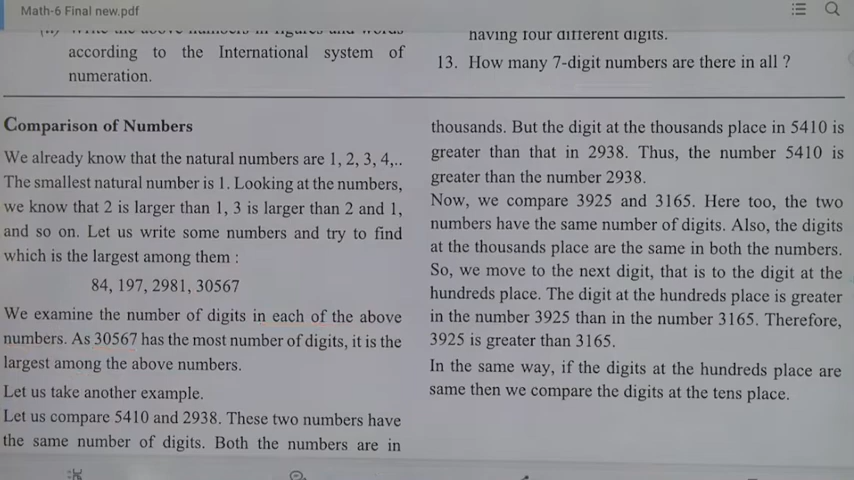 Math-6 Final new.pdf
according to the International system of
numeration.
having four different digits.
13. How many 7-digit numbers are there in all ?
Comparison of Numbers
We already know that the natural numbers are 1, 2, 3, 4,..
The smallest natural number is 1. Looking at the numbers,
we know that 2 is larger than 1, 3 is larger than 2 and 1,
and so on. Let us write some numbers and try to find
which is the largest among them :
84, 197, 2981, 30567
We examine the number of digits in each of the above
numbers. As 30567 has the most number of digits, it is the
largest among the above numbers.
Let us take another example.
Let us compare 5410 and 2938. These two numbers have
the same number of digits. Both the numbers are in
thousands. But the digit at the thousands place in 5410 is
greater than that in 2938. Thus, the number 5410 is
greater than the number 2938.
Now, we compare 3925 and 3165. Here too, the two
numbers have the same number of digits. Also, the digits
at the thousands place are the same in both the numbers.
So, we move to the next digit, that is to the digit at the
hundreds place. The digit at the hundreds place is greater
in the number 3925 than in the number 3165. Therefore,
3925 is greater than 3165.
In the same way, if the digits at the hundreds place are
same then we compare the digits at the tens place.